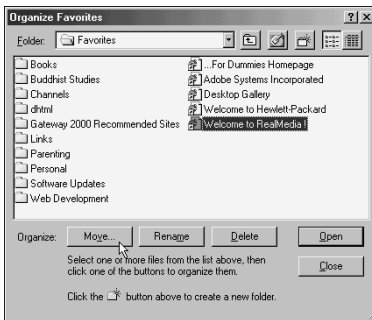 Organize Favorites
Folder: Favorites
Books
Buddhist Studies
Channels
dhtml
Gateway 2000 Recommended Sites
Links
Parenting
Personal
Software Updates
Web Development
...For Dummies Homepage
Adobe Systems Incorporated
Desktop Gallery
Welcome to Hewlett-Packard
Welcome to RealMedia !
Organize: Move... Rename Delete Open
Select one or more files from the list above, then
click one of the buttons to organize them.
Close
Click the button above to create a new folder.